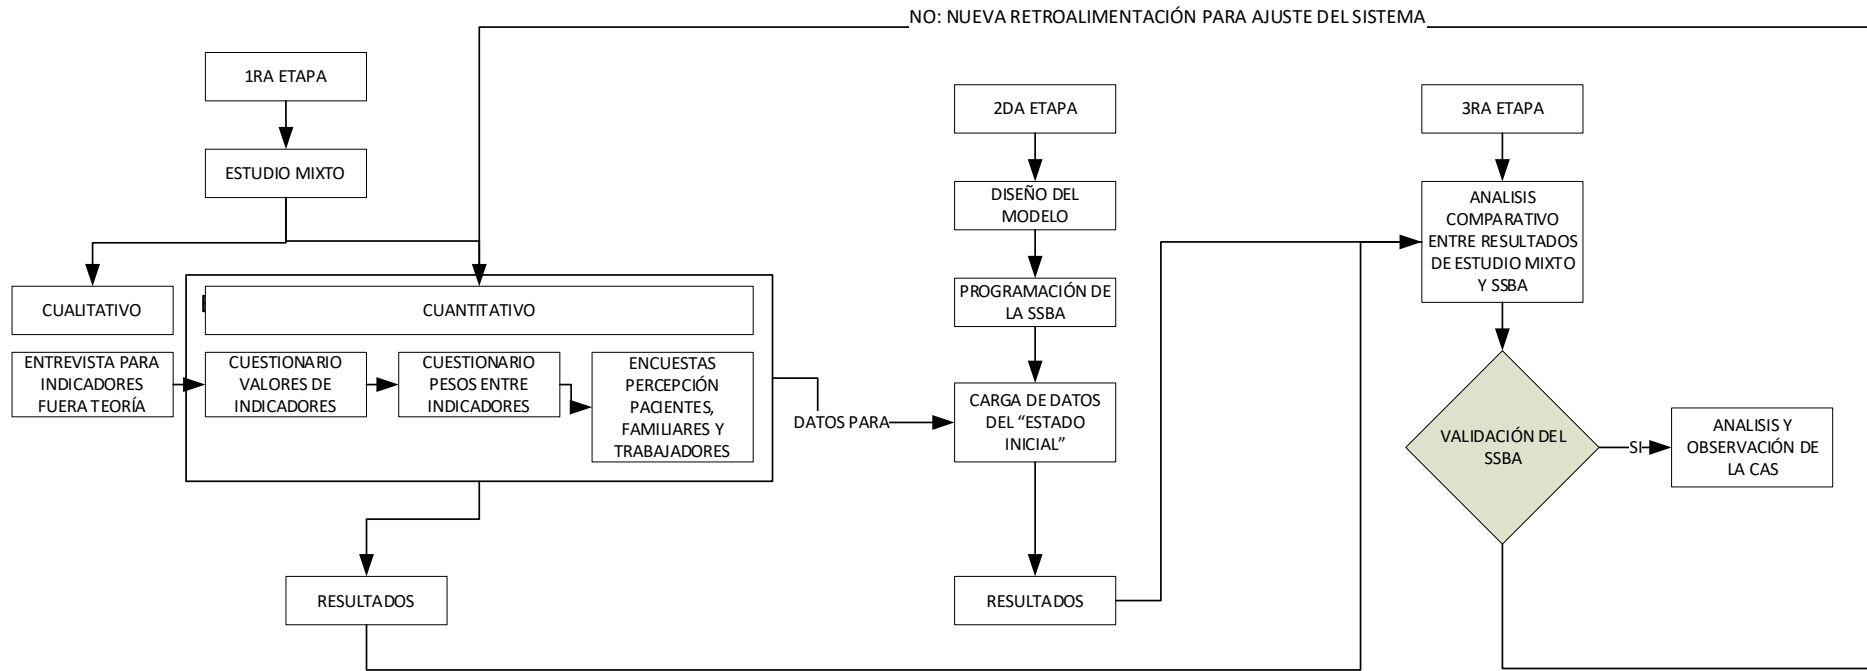 NO: NUEVA RETROALIMENTACIÓN PARA AJUSTE DEL SISTEMA
1RA ETAPA
ESTUDIO MIXTO
CUALITATIVO
CUANTITATIVO
ENTREVISTA PARA
INDICADORES
FUERA TEORÍA
CUESTIONARIO
VALORES DE
INDICADORES
CUESTIONARIO
PESOS ENTRE
INDICADORES
ENCUESTAS
PERCEPCIÓN
PACIENTES,
FAMILIARES Y
TRABAJADORES
DATOS PARA
RESULTADOS
2DA ETAPA
DISEÑO DEL
MODELO
PROGRAMACIÓN DE
LA SSBA
CARGA DE DATOS
DEL “ESTADO
INICIAL”
RESULTADOS
3RA ETAPA
ANALISIS
COMPARATIVO
ENTRE RESULTADOS
DE ESTUDIO MIXTO
Y SSBA
VALIDACIÓN DEL
SSBA
SI
ANALISIS Y
OBSERVACIÓN DE
LA CAS